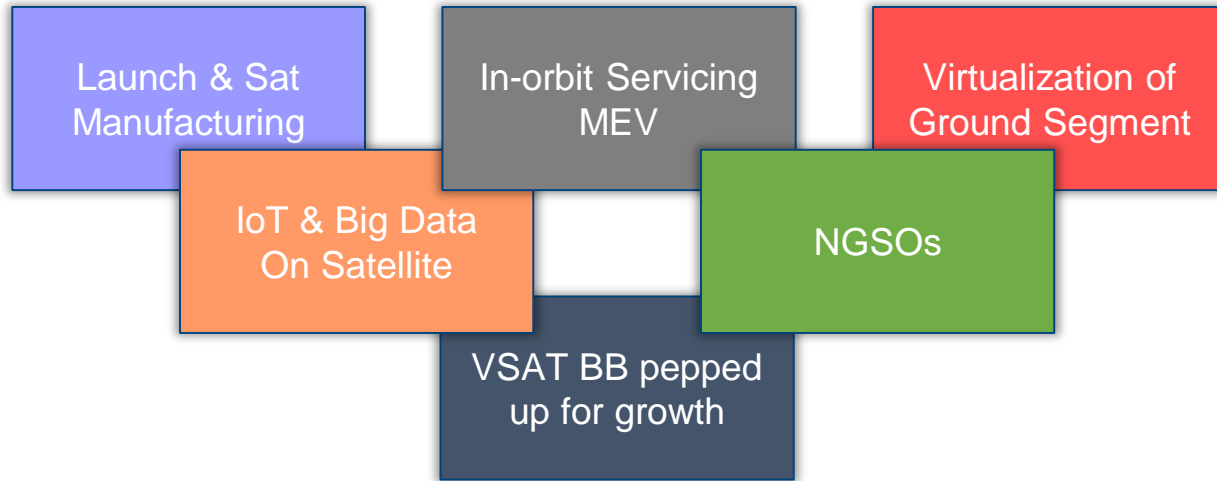 Launch & Sat
Manufacturing
In-orbit Servicing
MEV
Virtualization of
Ground Segment
IoT & Big Data
On Satellite
NGSOs
VSAT BB pepped
up for growth